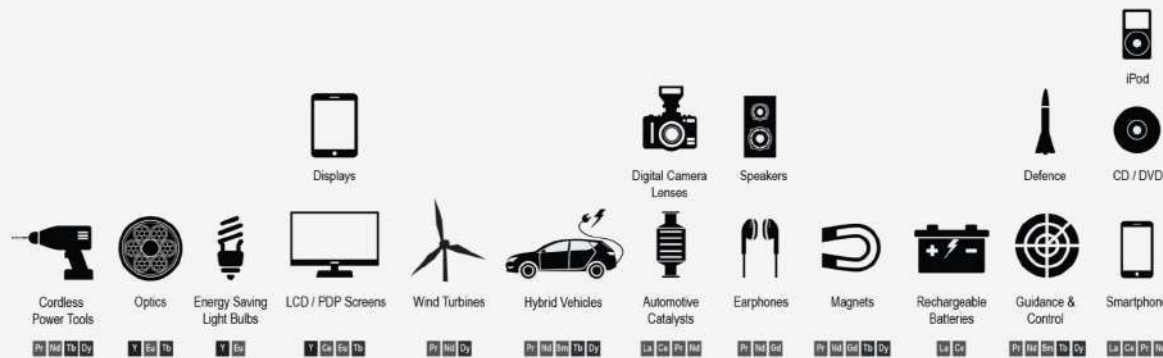 iPod
Displays
Digital Camera
Lenses
Speakers
Defence
CD / DVD
Cordless
Power Tools
Optics
Energy Saving
Light Bulbs
LCD / PDP Screens
Wind Turbines
Hybrid Vehicles
Automotive
Catalysts
Earphones
Magnets
Rechargeable
Batteries
Guidance &
Control
Smartphone
Pr Nd Tb Dy
Y Eu Tb
Y Eu
Y Ce Eu Tb
Pr Nd Dy
Pr Nd Sm Tb Dy
La Ce Pr Nd
Pr Nd Gd
Pr Nd Gd Tb Dy
La Ce
Pr Nd Sm Tb Dy
La Ce Pr